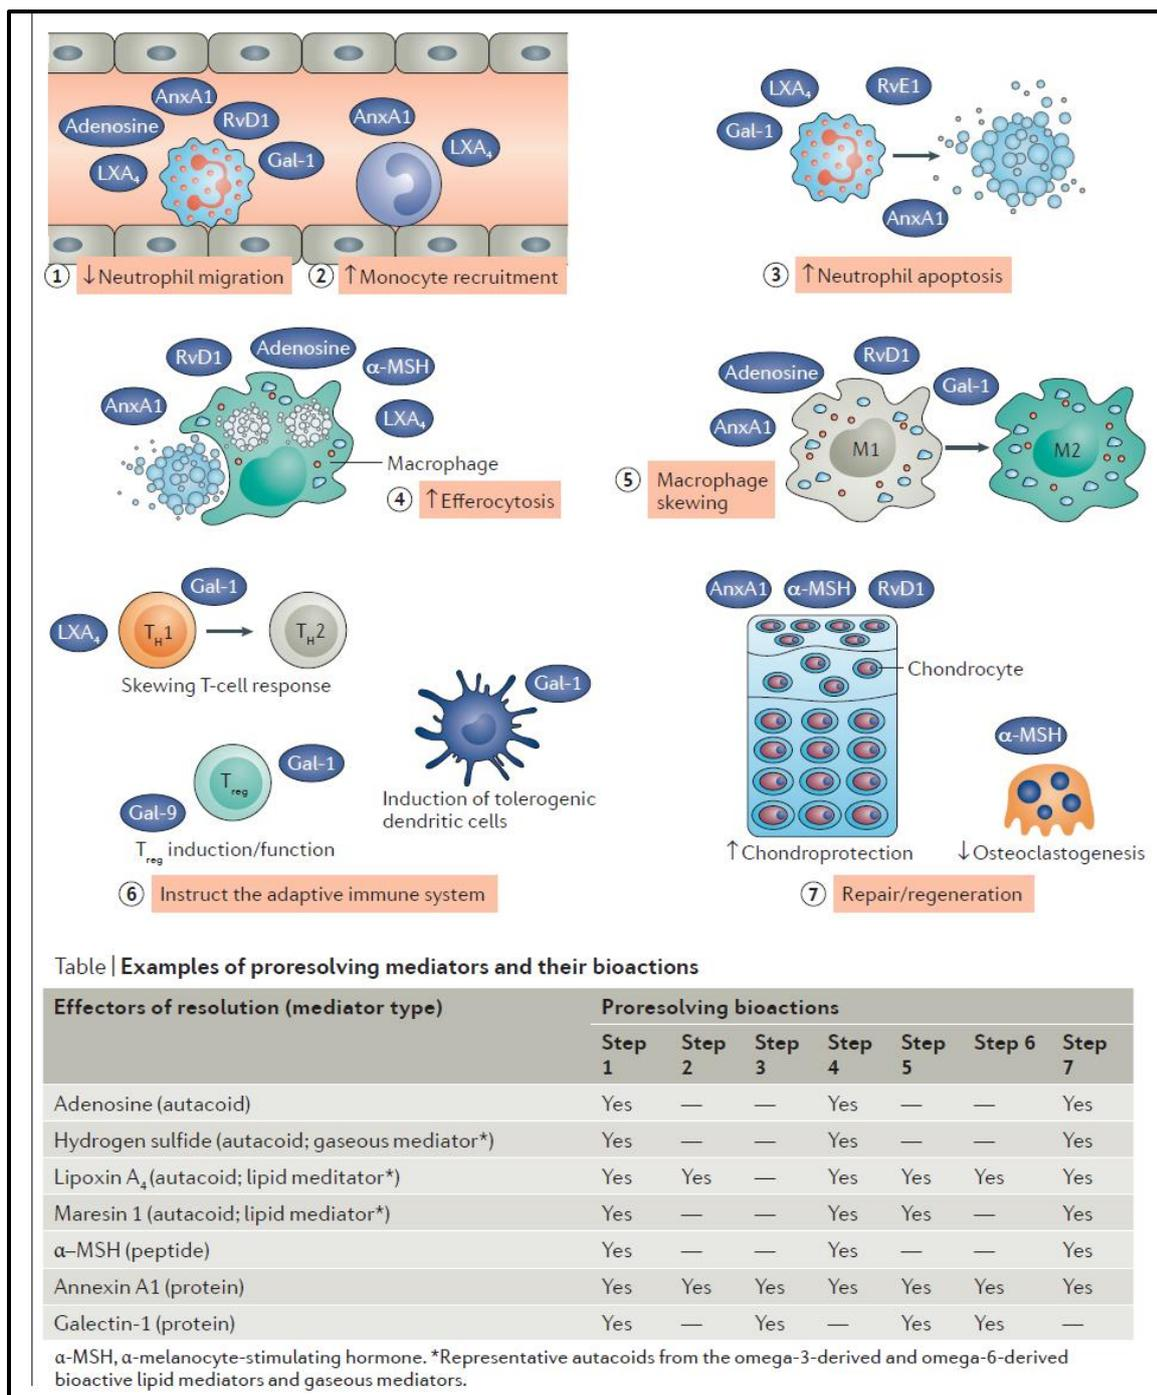 AnxA1
Adenosine
RvD1
LXA₄
Gal-1
AnxA1
LXA₄
1 ↓Neutrophil migration
2 ↑Monocyte recruitment
LXA₄
RvE1
Gal-1
AnxA1
3 ↑Neutrophil apoptosis
RvD1
Adenosine
α-MSH
AnxA1
LXA₄
Macrophage
4 ↑Efferocytosis
Adenosine
RvD1
Gal-1
AnxA1
M1
M2
5 Macrophage
skewing
Gal-1
LXA₄
T_H1
T_H2
Skewing T-cell response
Gal-1
T_reg
Gal-1
Gal-9
T_reg induction/function
Induction of tolerogenic
dendritic cells
6 Instruct the adaptive immune system
AnxA1
α-MSH
RvD1
Chondrocyte
α-MSH
↑Chondroprotection
↓Osteoclastogenesis
7 Repair/regeneration
Table | Examples of proresolving mediators and their bioactions
Effectors of resolution (mediator type) Proresolving bioactions
Step Step Step Step Step Step 6 Step
1 2 3 4 5 7
Adenosine (autacoid) Yes — — Yes — — Yes
Hydrogen sulfide (autacoid; gaseous mediator*) Yes — — Yes — — Yes
Lipoxin A₄ (autacoid; lipid meditator*) Yes Yes — Yes Yes Yes Yes
Maresin 1 (autacoid; lipid mediator*) Yes — — Yes Yes — Yes
α–MSH (peptide) Yes — — Yes — — Yes
Annexin A1 (protein) Yes Yes Yes Yes Yes Yes Yes
Galectin-1 (protein) Yes — Yes — Yes Yes —
α-MSH, α-melanocyte-stimulating hormone. *Representative autacoids from the omega-3-derived and omega-6-derived
bioactive lipid mediators and gaseous mediators.